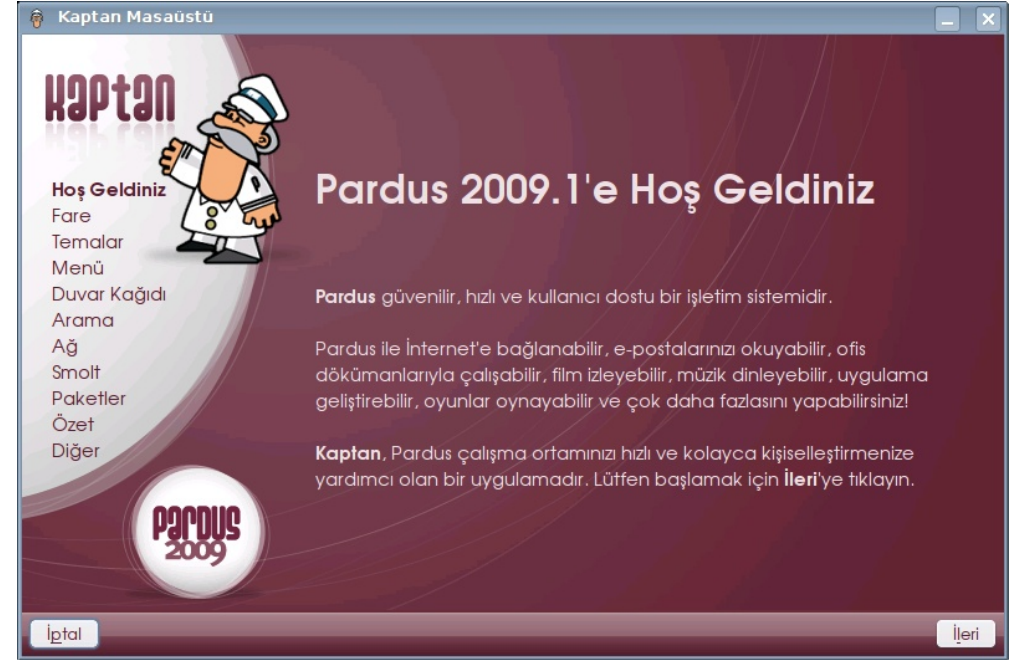 Kaptan Masaüstü
Kaptan
Hoş Geldiniz
Fare
Temalar
Menü
Duvar Kağıdı
Arama
Ağ
Smolt
Paketler
Özet
Diğer
PARDUS
2009
Pardus 2009.1'e Hoş Geldiniz
Pardus güvenilir, hızlı ve kullanıcı dostu bir işletim sistemidir.
Pardus ile İnternet'e bağlanabilir, e-postalarınızı okuyabilir, ofis
dökümanlarıyla çalışabilir, film izleyebilir, müzik dinleyebilir, uygulama
geliştirebilir, oyunlar oynayabilir ve çok daha fazlasını yapabilirsiniz!
Kaptan, Pardus çalışma ortamınızı hızlı ve kolayca kişiselleştirmenize
yardımcı olan bir uygulamadır. Lütfen başlamak için İleri'ye tıklayın.
İptal
İleri